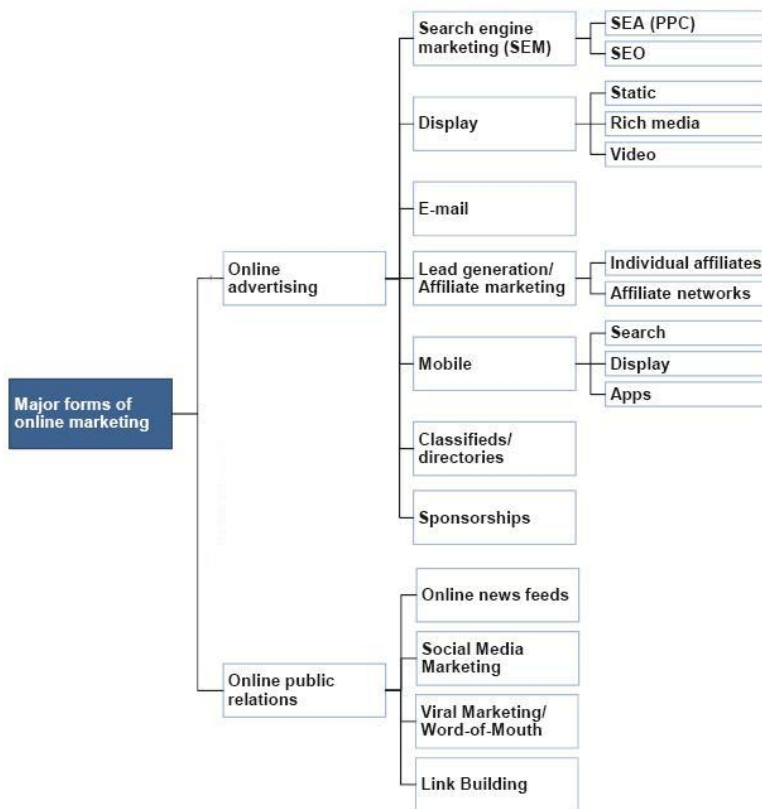 Major forms of
online marketing
Online
advertising
Search engine
marketing (SEM)
SEA (PPC)
SEO
Display
Static
Rich media
Video
E-mail
Lead generation/
Affiliate marketing
Individual affiliates
Affiliate networks
Mobile
Search
Display
Apps
Classifieds/
directories
Sponsorships
Online public
relations
Online news feeds
Social Media
Marketing
Viral Marketing/
Word-of-Mouth
Link Building